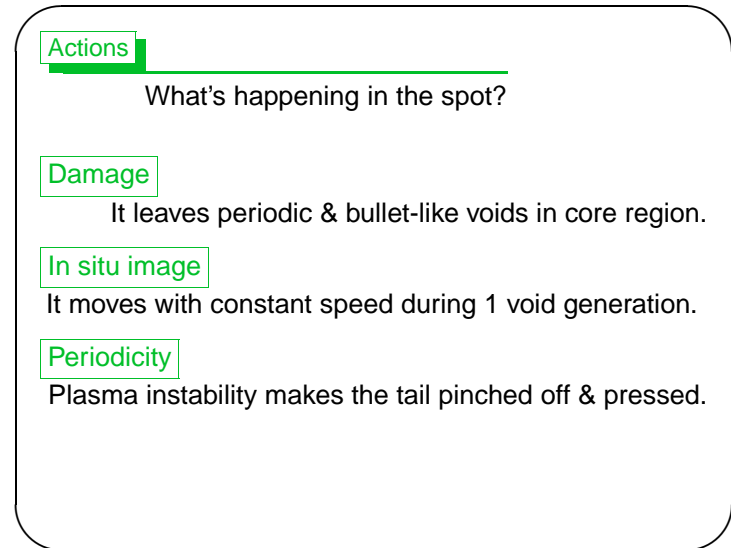 Actions
What's happening in the spot?
Damage
It leaves periodic & bullet-like voids in core region.
In situ image
It moves with constant speed during 1 void generation.
Periodicity
Plasma instability makes the tail pinched off & pressed.